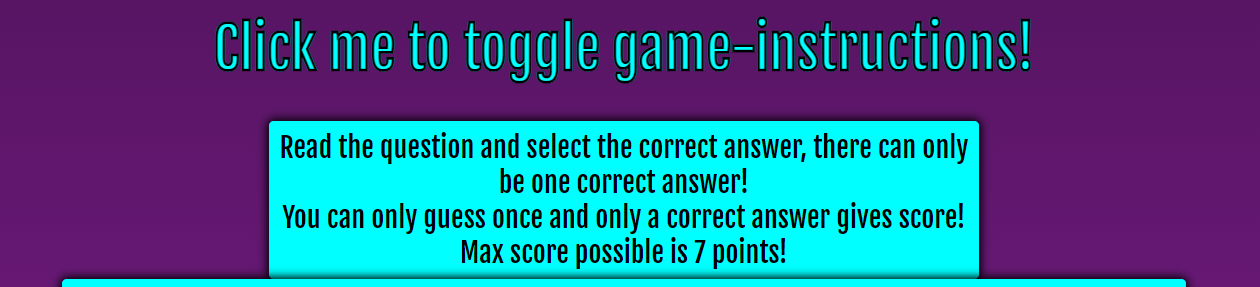 Click me to toggle game-instructions!
Read the question and select the correct answer, there can only
be one correct answer!
You can only guess once and only a correct answer gives score!
Max score possible is 7 points!